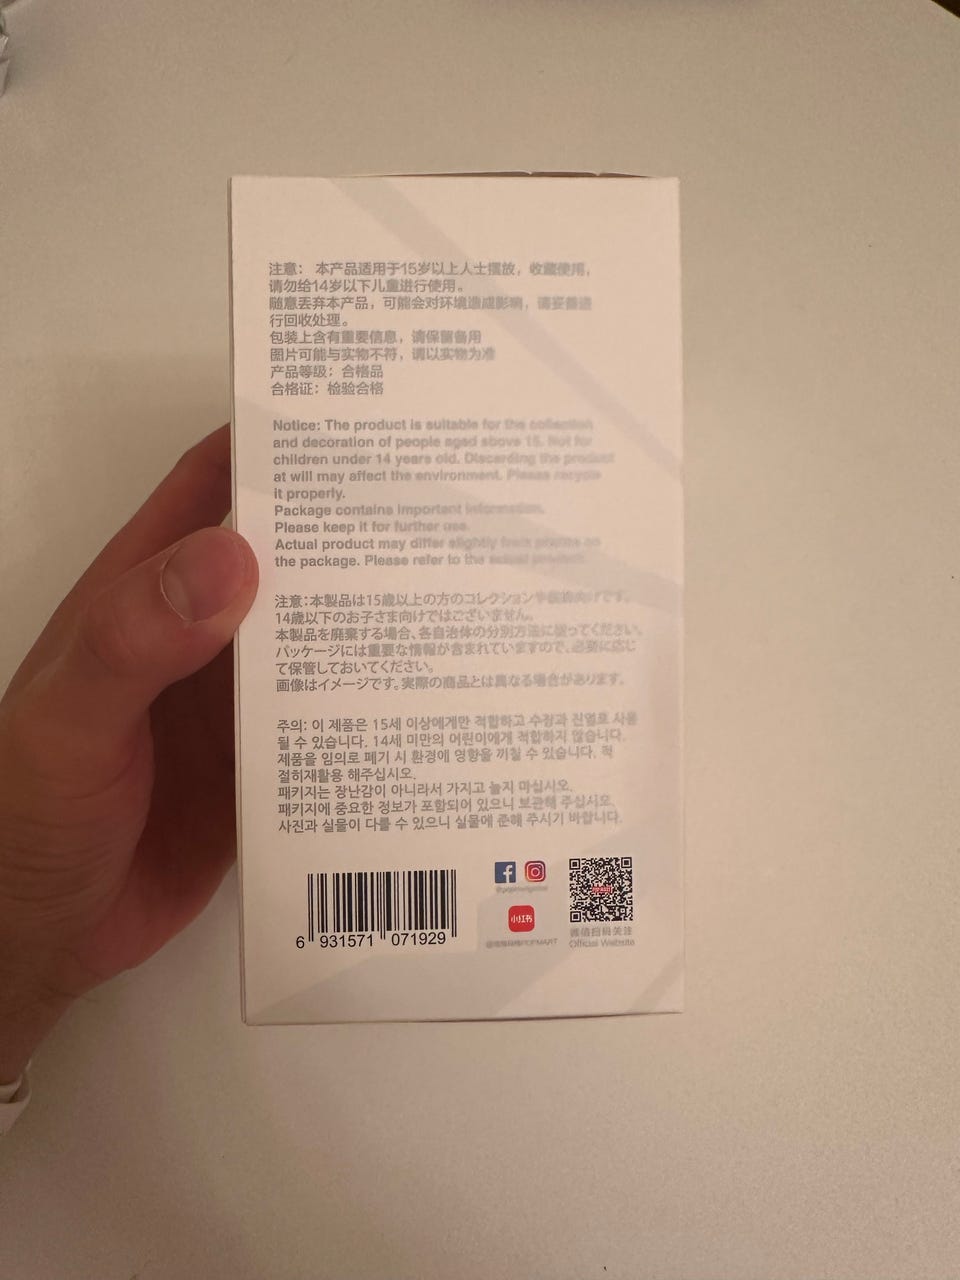 注意： 本产品适用于15岁以上人士摆放，收藏使用，
请勿给14岁以下儿童进行使用。
随意丢弃本产品，可能会对环境造成影响，请妥善进
行回收处理。
包装上含有重要信息，请保留备用
图片可能与实物不符，请以实物为准
产品等级：合格品
合格证：检验合格
Notice: The product is suitable for the collection
and decoration of people aged above 15. Not for
children under 14 years old. Discarding the product
at will may affect the environment. Please recycle
it properly.
Package contains important information.
Please keep it for further use.
Actual product may differ slightly from photos on
the package. Please refer to the actual product.
注意：本製品は15歳以上の方のコレクションや装飾向けです。
14歳以下のお子さま向けではございません。
本製品を廃棄する場合、各自治体の分別方法に従ってください。
パッケージには重要な情報が含まれていますので、必要に応じ
て保管しておいてください。
画像はイメージです。実際の商品とは異なる場合があります。
주의: 이 제품은 15세 이상에게만 적합하고 수정과 진열로 사용
될 수 있습니다. 14세 미만의 어린이에게 적합하지 않습니다.
제품을 임의로 폐기 시 환경에 영향을 끼칠 수 있습니다. 적
절히재활용 해주십시오.
패키지는 장난감이 아니라서 가지고 놀지 마십시오.
패키지에 중요한 정보가 포함되어 있으니 보관해 주십시오.
사진과 실물이 다를 수 있으니 실물에 준해 주시기 바랍니다.
6 931571 071929
小红书
POPMART
微信扫码关注
Official Website